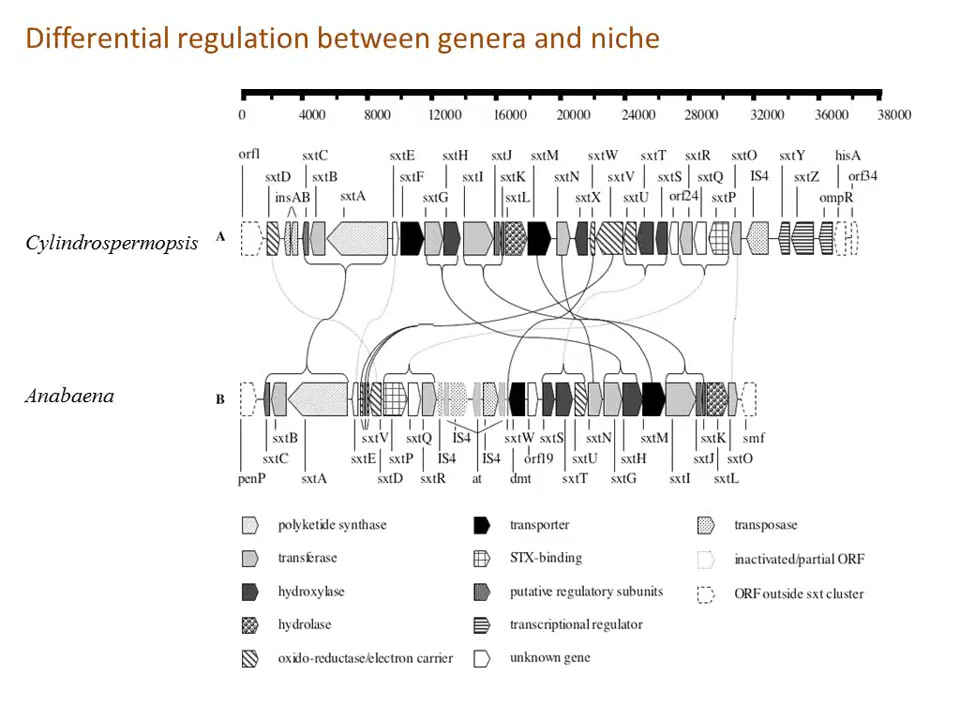 Differential regulation between genera and niche
0 4000 8000 12000 16000 20000 24000 28000 32000 36000 38000
orf1 sxtC sxtE sxtH sxtJ sxtM sxtW sxtT sxtR sxtO sxtY hisA
sxtD sxtB sxtF sxtI sxtK sxtN sxtV sxtS sxtQ IS4 sxtZ orf34
insAB sxtA sxtG sxtL sxtX sxtU orf24 sxtP ompR
Cylindrospermopsis A
Anabaena B
sxtB sxtV sxtQ IS4 sxtW sxtS sxtN sxtM sxtK smf
sxtC sxtE sxtP IS4 IS4 orf19 sxtU sxtH sxtJ sxtO
penP sxtA sxtD sxtR at dmt sxtT sxtG sxtI sxtL
polyketide synthase transporter transposase
transferase STX-binding inactivated/partial ORF
hydroxylase putative regulatory subunits ORF outside sxt cluster
hydrolase transcriptional regulator
oxido-reductase/electron carrier unknown gene